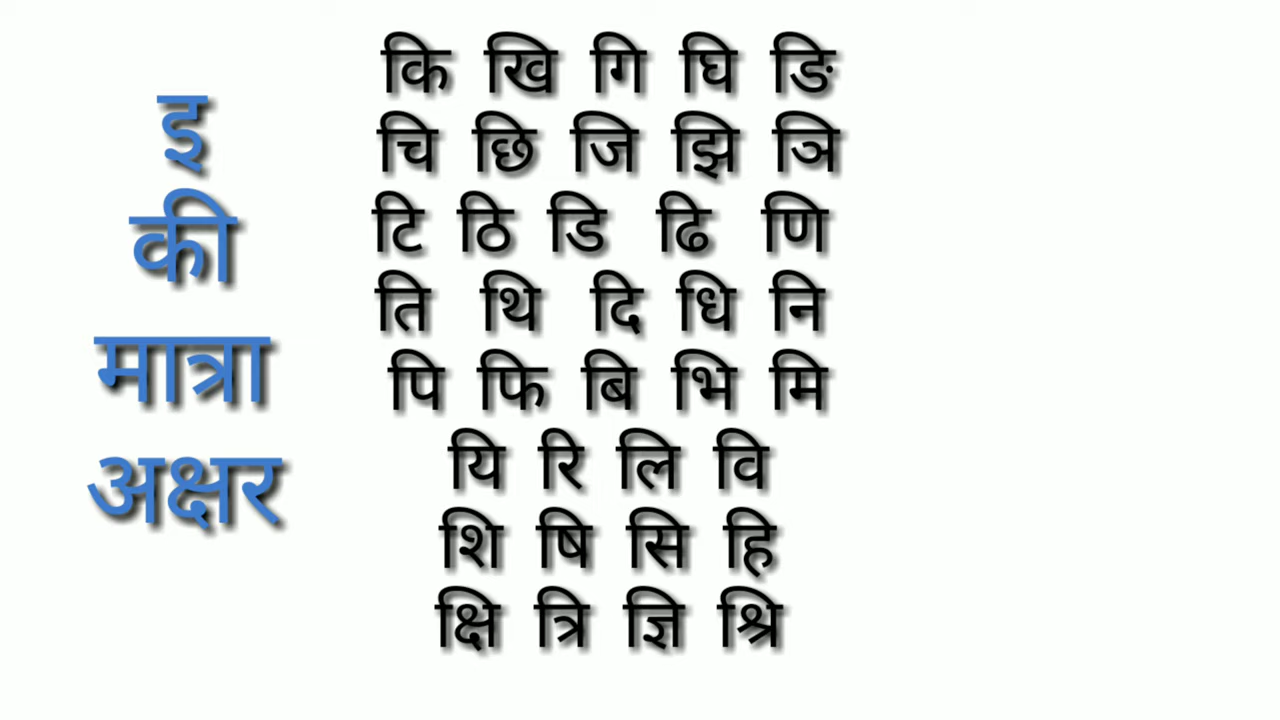 इ
की
मात्रा
अक्षर
कि खि गि घि ङि
चि छि जि झि ञि
टि ठि डि ढि णि
ति थि दि धि नि
पि फि बि भि मि
यि रि लि वि
शि षि सि हि
क्षि त्रि ज्ञि श्रि